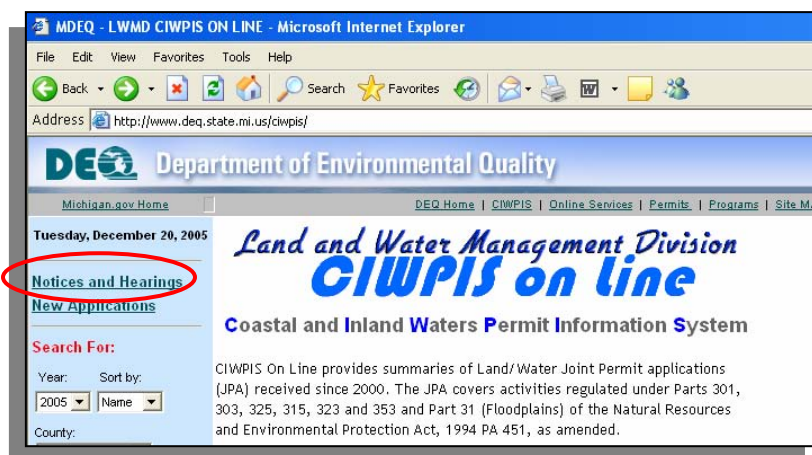 MDEQ - LWMD CIWPIS ON LINE - Microsoft Internet Explorer
File Edit View Favorites Tools Help
Back Search Favorites
Address http://www.deq.state.mi.us/ciwpis/
DEQ Department of Environmental Quality
Michigan.gov Home DEQ Home | CIWPIS | Online Services | Permits | Programs | Site
Tuesday, December 20, 2005
Notices and Hearings
New Applications
Search For:
Year: Sort by:
2005 Name
County:
Land and Water Management Division
CIWPIS on line
Coastal and Inland Waters Permit Information System
CIWPIS On Line provides summaries of Land/Water Joint Permit applications
(JPA) received since 2000. The JPA covers activities regulated under Parts 301,
303, 325, 315, 323 and 353 and Part 31 (Floodplains) of the Natural Resources
and Environmental Protection Act, 1994 PA 451, as amended.